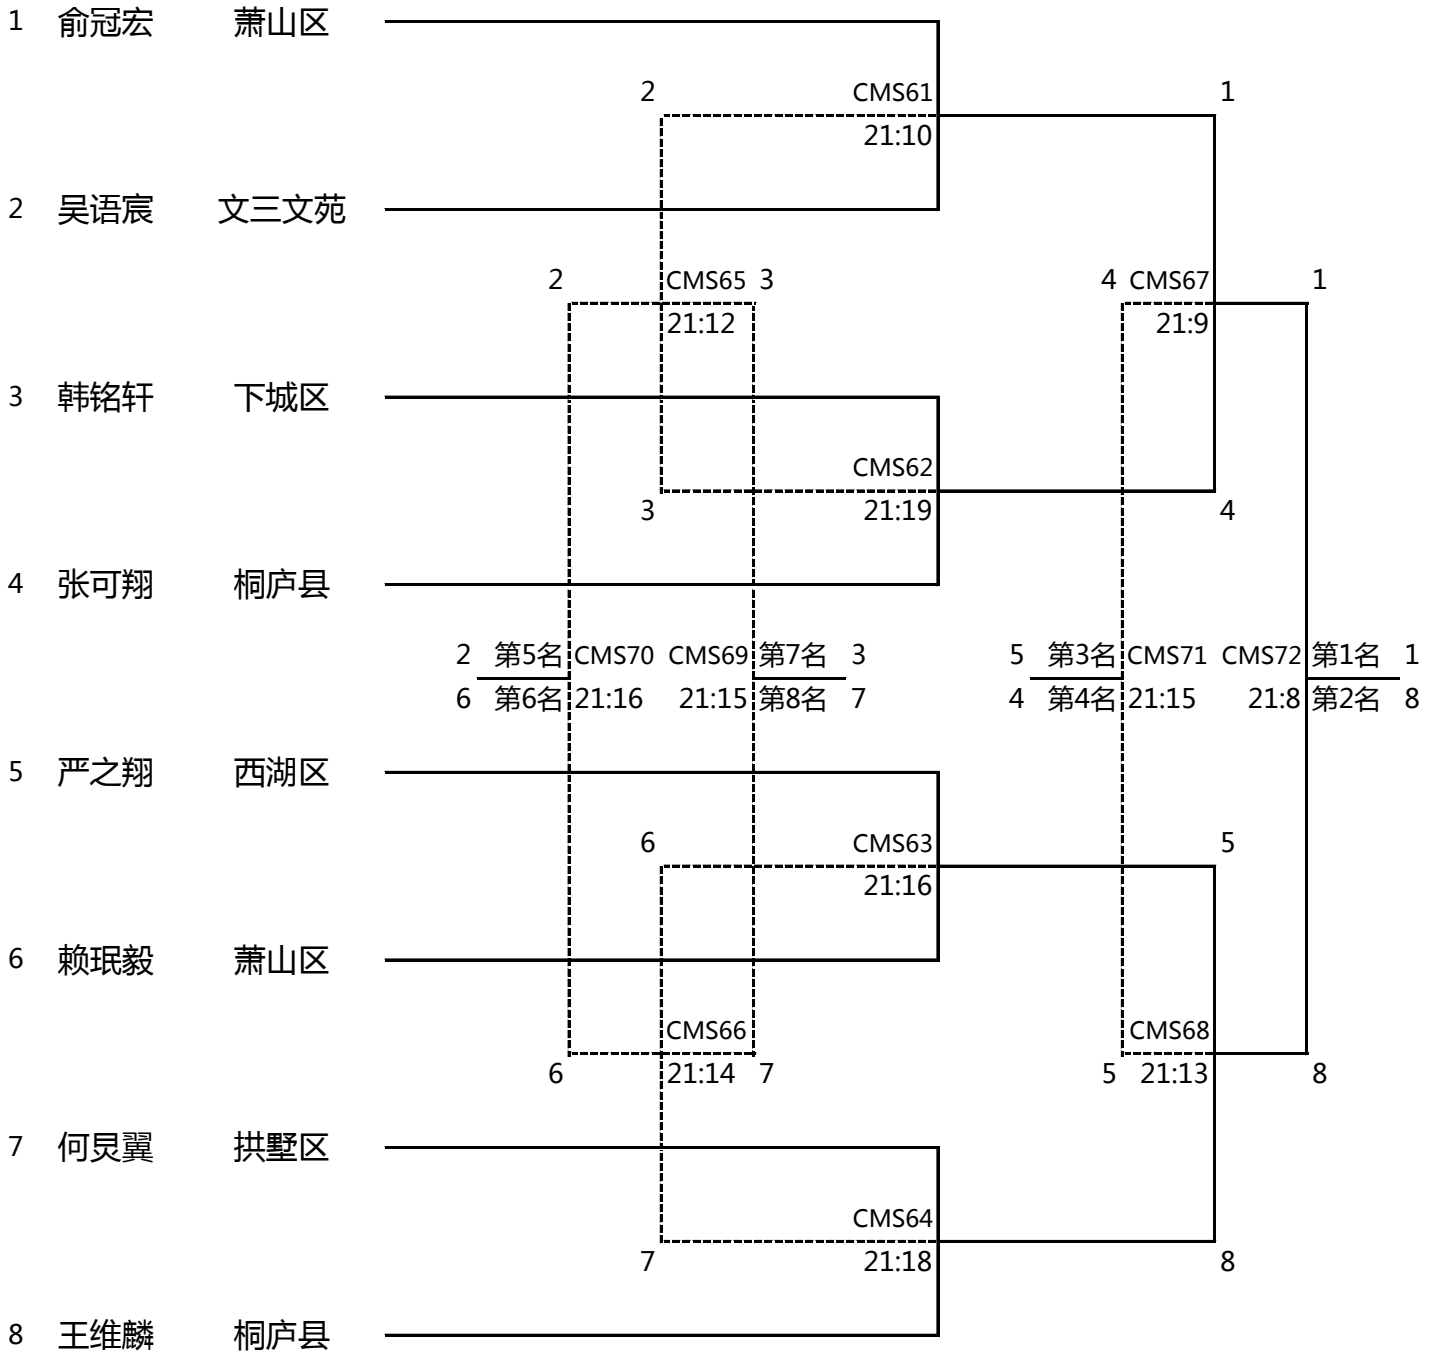 1 俞冠宏 萧山区
2 CMS61 1
21:10
2 吴语宸 文三文苑
2 CMS65 3 4 CMS67 1
21:12 21:9
3 韩铭轩 下城区
CMS62
3 21:19 4
4 张可翔 桐庐县
2 第5名 CMS70 CMS69 第7名 3 5 第3名 CMS71 CMS72 第1名 1
6 第6名 21:16 21:15 第8名 7 4 第4名 21:15 21:8 第2名 8
5 严之翔 西湖区
6 CMS63 5
21:16
6 赖珉毅 萧山区
CMS66 CMS68
6 21:14 7 5 21:13 8
7 何炅翼 拱墅区
CMS64
7 21:18 8
8 王维麟 桐庐县